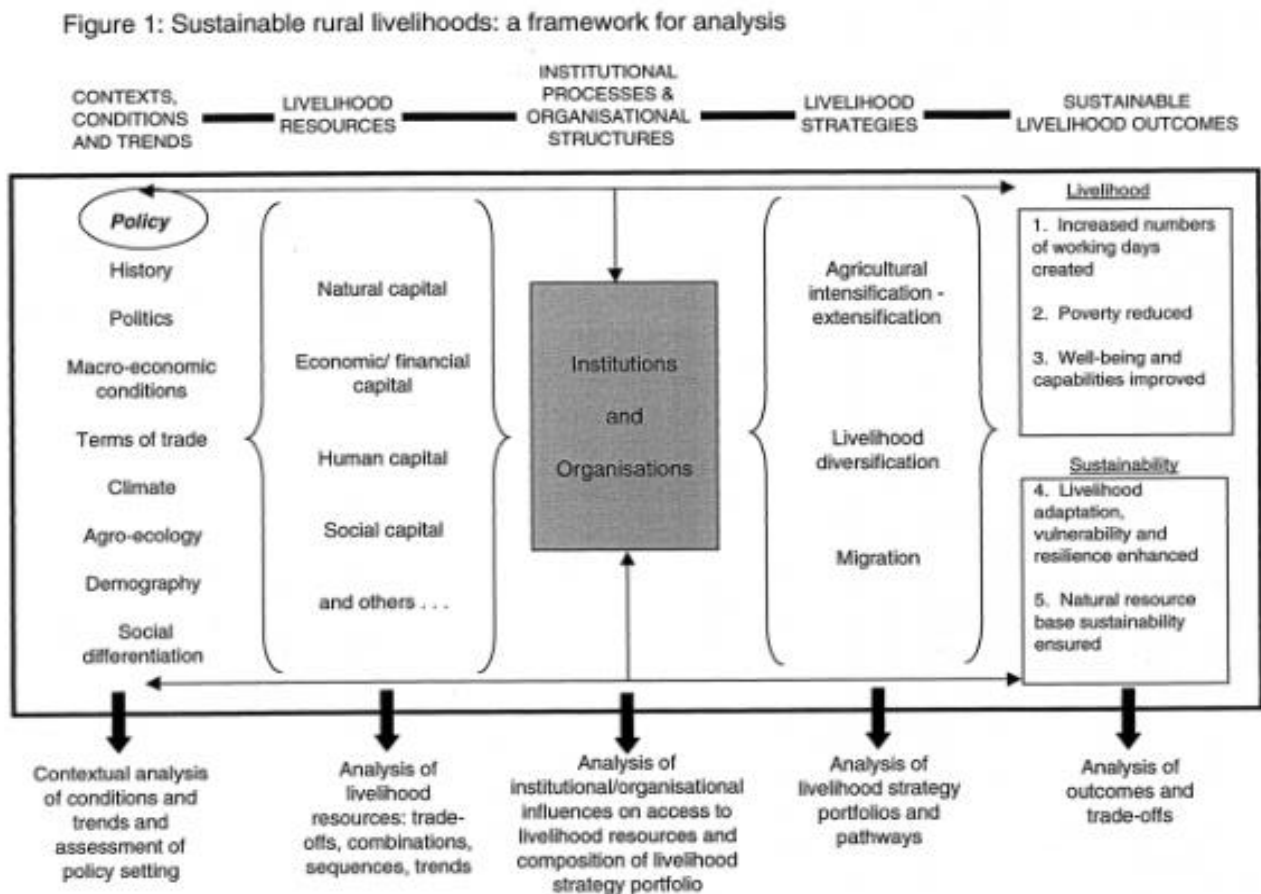 Figure 1: Sustainable rural livelihoods: a framework for analysis
CONTEXTS,
CONDITIONS
AND TRENDS
LIVELIHOOD
RESOURCES
INSTITUTIONAL
PROCESSES &
ORGANISATIONAL
STRUCTURES
LIVELIHOOD
STRATEGIES
SUSTAINABLE
LIVELIHOOD OUTCOMES
Policy
History
Politics
Macro-economic
conditions
Terms of trade
Climate
Agro-ecology
Demography
Social
differentiation
Natural capital
Economic/ financial
capital
Human capital
Social capital
and others . . .
Institutions
and
Organisations
Agricultural
intensification -
extensification
Livelihood
diversification
Migration
Livelihood
1. Increased numbers
of working days
created
2. Poverty reduced
3. Well-being and
capabilities improved
Sustainability
4. Livelihood
adaptation,
vulnerability and
resilience enhanced
5. Natural resource
base sustainability
ensured
Contextual analysis
of conditions and
trends and
assessment of
policy setting
Analysis of
livelihood
resources: trade-
offs, combinations,
sequences, trends
Analysis of
institutional/organisational
influences on access to
livelihood resources and
composition of livelihood
strategy portfolio
Analysis of
livelihood strategy
portfolios and
pathways
Analysis of
outcomes and
trade-offs